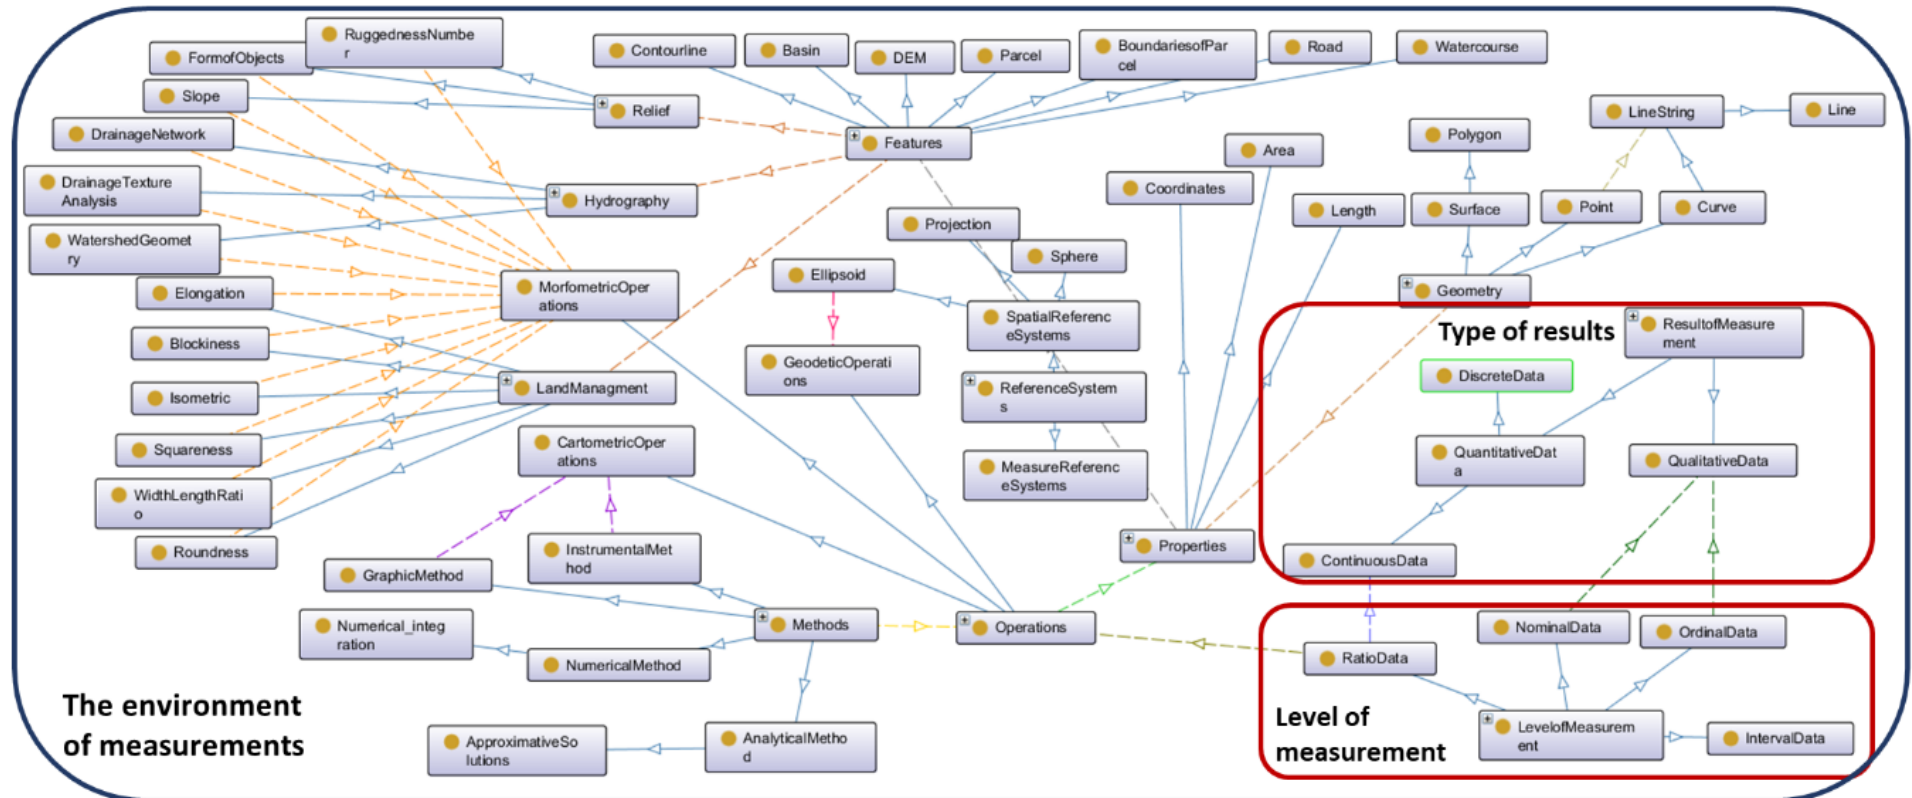 RuggednessNumbe
r
FormofObjects
Slope
DrainageNetwork
DrainageTexture
Analysis
WatershedGeomet
ry
Elongation
Blockiness
Isometric
Squareness
WidthLengthRati
o
Roundness
Contourline
Basin
DEM
Parcel
BoundariesofPar
cel
Road
Watercourse
Relief
Features
Hydrography
MorfometricOper
ations
LandManagment
CartometricOper
ations
InstrumentalMet
hod
GraphicMethod
Numerical_integ
ration
NumericalMethod
Methods
Operations
ApproximativeSo
lutions
AnalyticalMetho
d
Projection
Sphere
Ellipsoid
SpatialReferenc
eSystems
GeodeticOperati
ons
ReferenceSystem
s
MeasureReferenc
eSystems
Coordinates
Area
Length
Properties
Polygon
Surface
LineString
Line
Point
Curve
Geometry
Type of results
ResultofMeasure
ment
DiscreteData
QuantitativeDat
a
QualitativeData
ContinuousData
NominalData
OrdinalData
RatioData
LevelofMeasurem
ent
IntervalData
Level of
measurement
The environment
of measurements